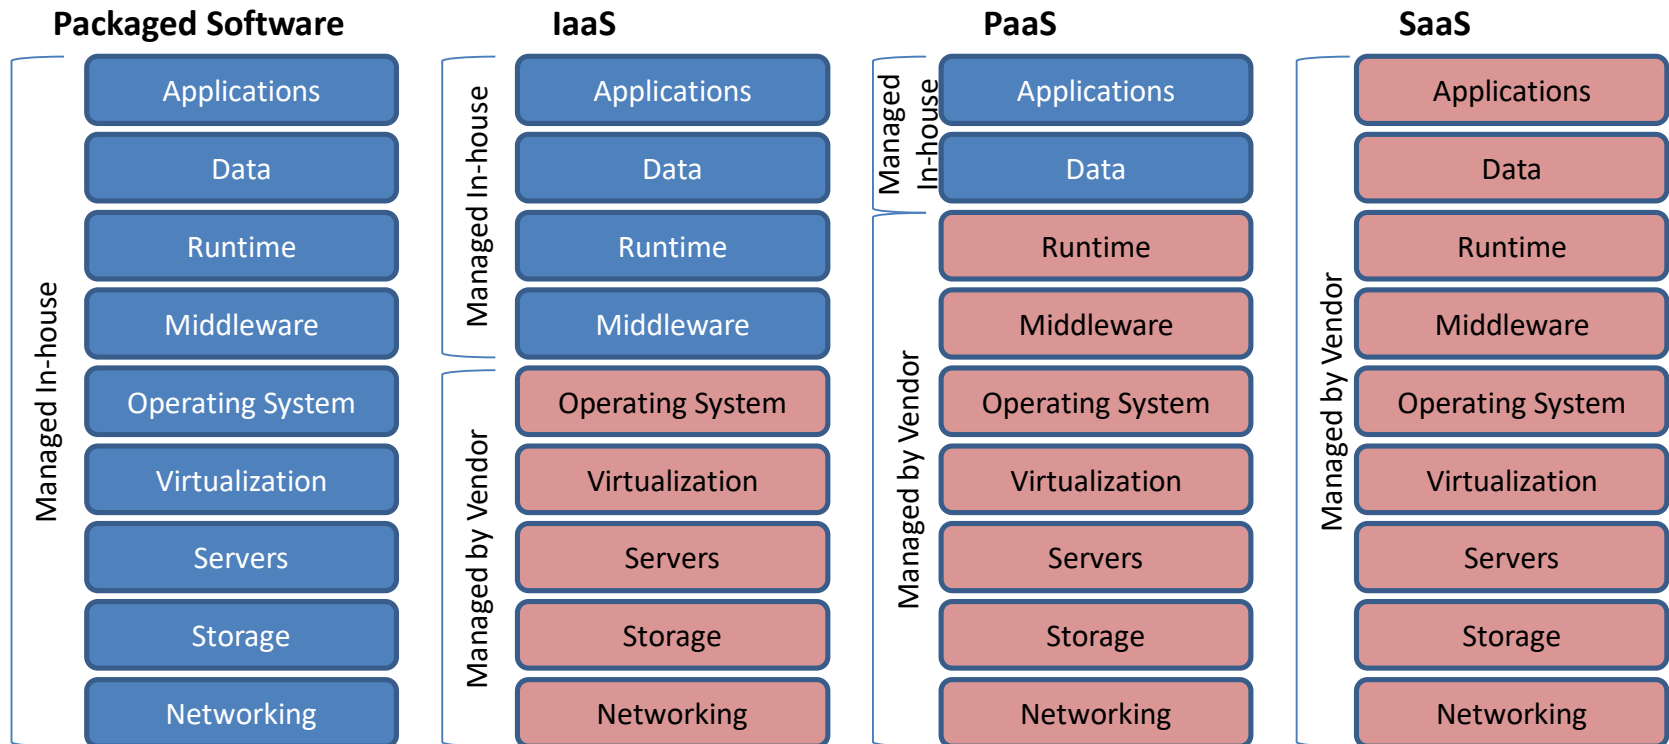 Packaged Software
Managed In-house
Applications
Data
Runtime
Middleware
Operating System
Virtualization
Servers
Storage
Networking
IaaS
Managed In-house
Applications
Data
Runtime
Middleware
Managed by Vendor
Operating System
Virtualization
Servers
Storage
Networking
PaaS
Managed
In-house
Applications
Data
Managed by Vendor
Runtime
Middleware
Operating System
Virtualization
Servers
Storage
Networking
SaaS
Managed by Vendor
Applications
Data
Runtime
Middleware
Operating System
Virtualization
Servers
Storage
Networking